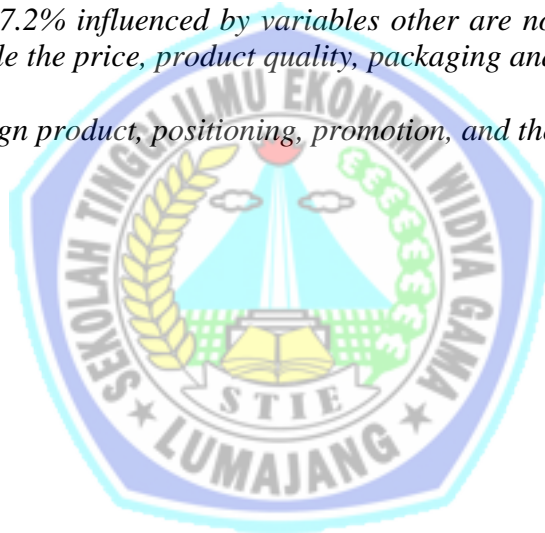 7.2% influenced by variables other are no
le the price, product quality, packaging and
gn product, positioning, promotion, and the
SEKOLAH TINGGI ILMU EKONOMI WIDYA GAMA
STIE
LUMAJANG